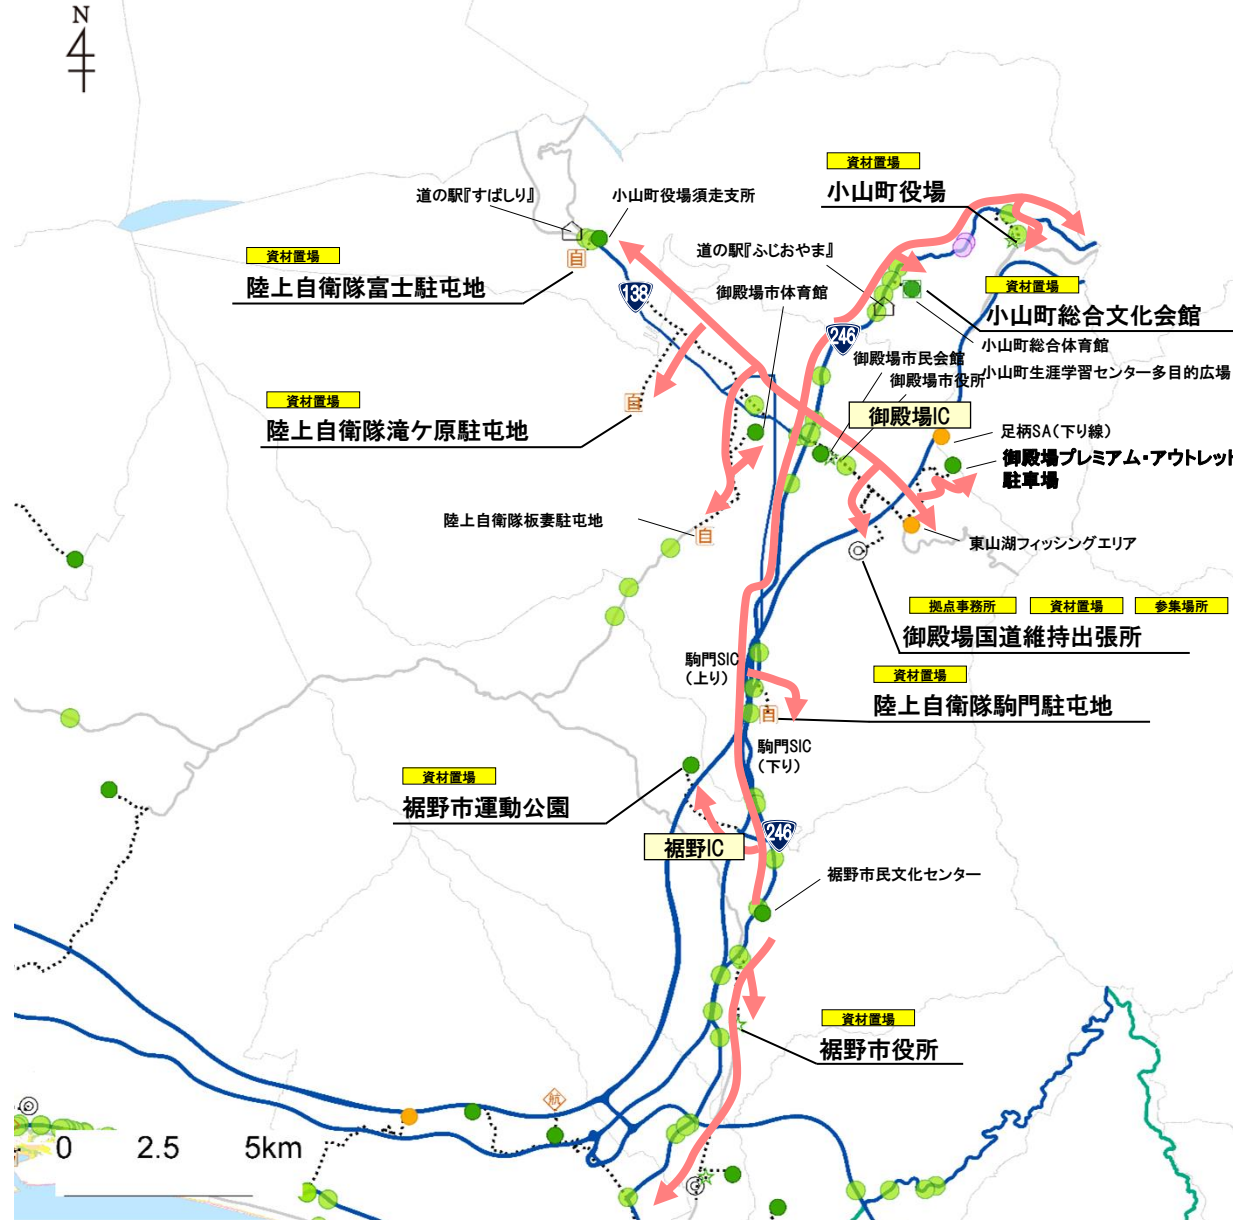 N
資材置場
小山町役場
道の駅『すばしり』
小山町役場須走支所
自
資材置場
陸上自衛隊富士駐屯地
道の駅『ふじおやま』
138
御殿場市体育館
資材置場
小山町総合文化会館
246
小山町総合体育館
御殿場市民会館
小山町生涯学習センター多目的広場
御殿場市役所
資材置場
陸上自衛隊滝ケ原駐屯地
自
御殿場IC
足柄SA(下り線)
御殿場プレミアム・アウトレット
駐車場
陸上自衛隊板妻駐屯地
自
東山湖フィッシングエリア
拠点事務所
資材置場
参集場所
御殿場国道維持出張所
駒門SIC
(上り)
資材置場
陸上自衛隊駒門駐屯地
自
駒門SIC
(下り)
資材置場
裾野市運動公園
246
裾野IC
裾野市民文化センター
資材置場
裾野市役所
航
0 2.5 5km